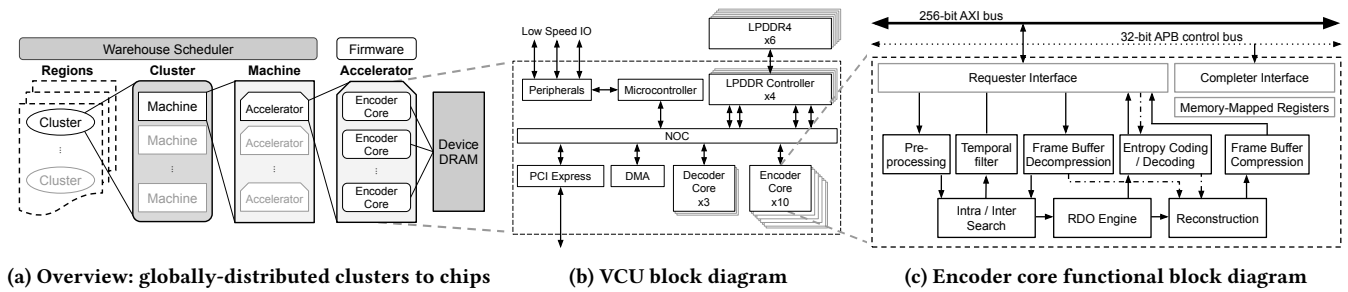 Warehouse Scheduler
Firmware
Regions
Cluster
Machine
Accelerator
Cluster
⋮
Cluster
Machine
Machine
⋮
Machine
Accelerator
Accelerator
⋮
Accelerator
Encoder
Core
Encoder
Core
⋮
Encoder
Core
Device
DRAM
(a) Overview: globally-distributed clusters to chips
Low Speed IO
LPDDR4
x6
Peripherals
Microcontroller
LPDDR Controller
x4
NOC
PCI Express
DMA
Decoder
Core
x3
Encoder
Core
x10
(b) VCU block diagram
256-bit AXI bus
32-bit APB control bus
Requester Interface
Completer Interface
Memory-Mapped Registers
Pre-
processing
Temporal
filter
Frame Buffer
Decompression
Entropy Coding
/ Decoding
Frame Buffer
Compression
Intra / Inter
Search
RDO Engine
Reconstruction
(c) Encoder core functional block diagram